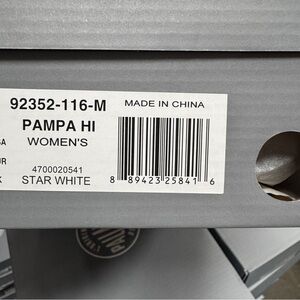 92352-116-M
MADE IN CHINA
PAMPA HI
WOMEN'S
4700020541
STAR WHITE
8 89423 25841 6